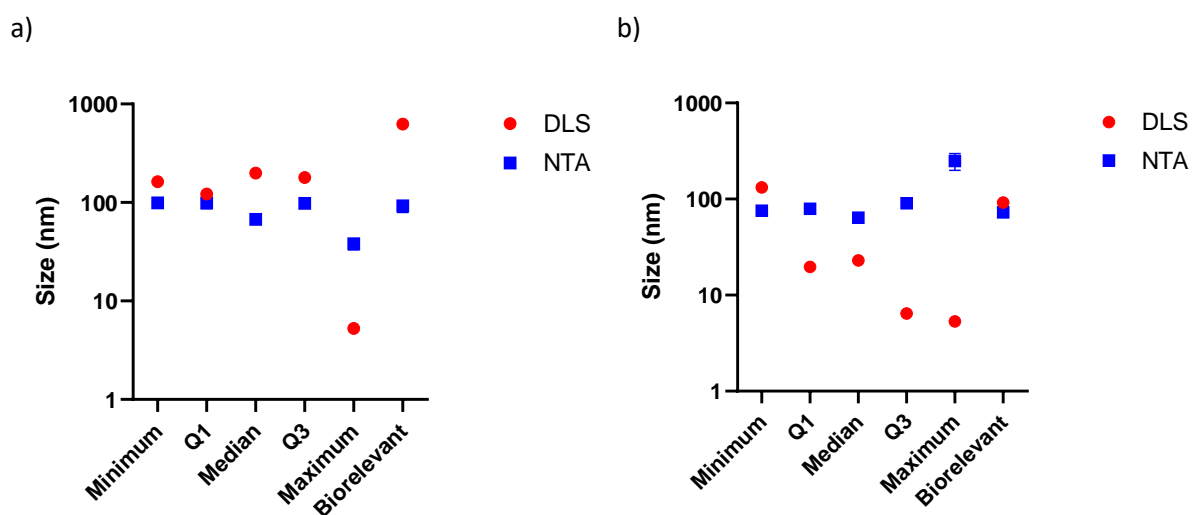 a)
1000
100
10
1
Size (nm)
Minimum
Q1
Median
Q3
Maximum
Biorelevant
DLS
NTA
b)
1000
100
10
1
Size (nm)
Minimum
Q1
Median
Q3
Maximum
Biorelevant
DLS
NTA